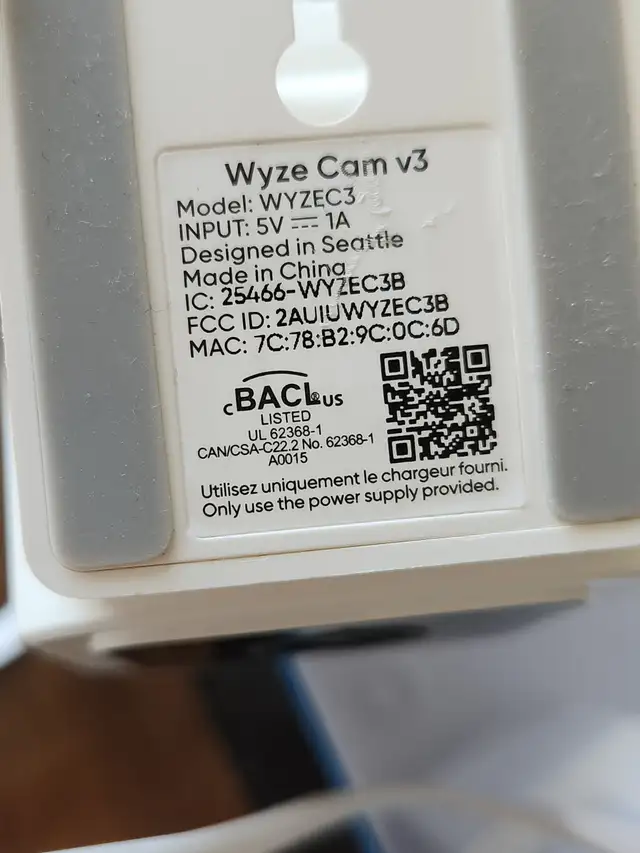 Wyze Cam v3
Model: WYZEC3
INPUT: 5V ⎓ 1A
Designed in Seattle
Made in China
IC: 25466-WYZEC3B
FCC ID: 2AUIUWYZEC3B
MAC: 7C:78:B2:9C:0C:6D
cBACL®US
LISTED
UL 62368-1
CAN/CSA-C22.2 No. 62368-1
A0015
Utilisez uniquement le chargeur fourni.
Only use the power supply provided.